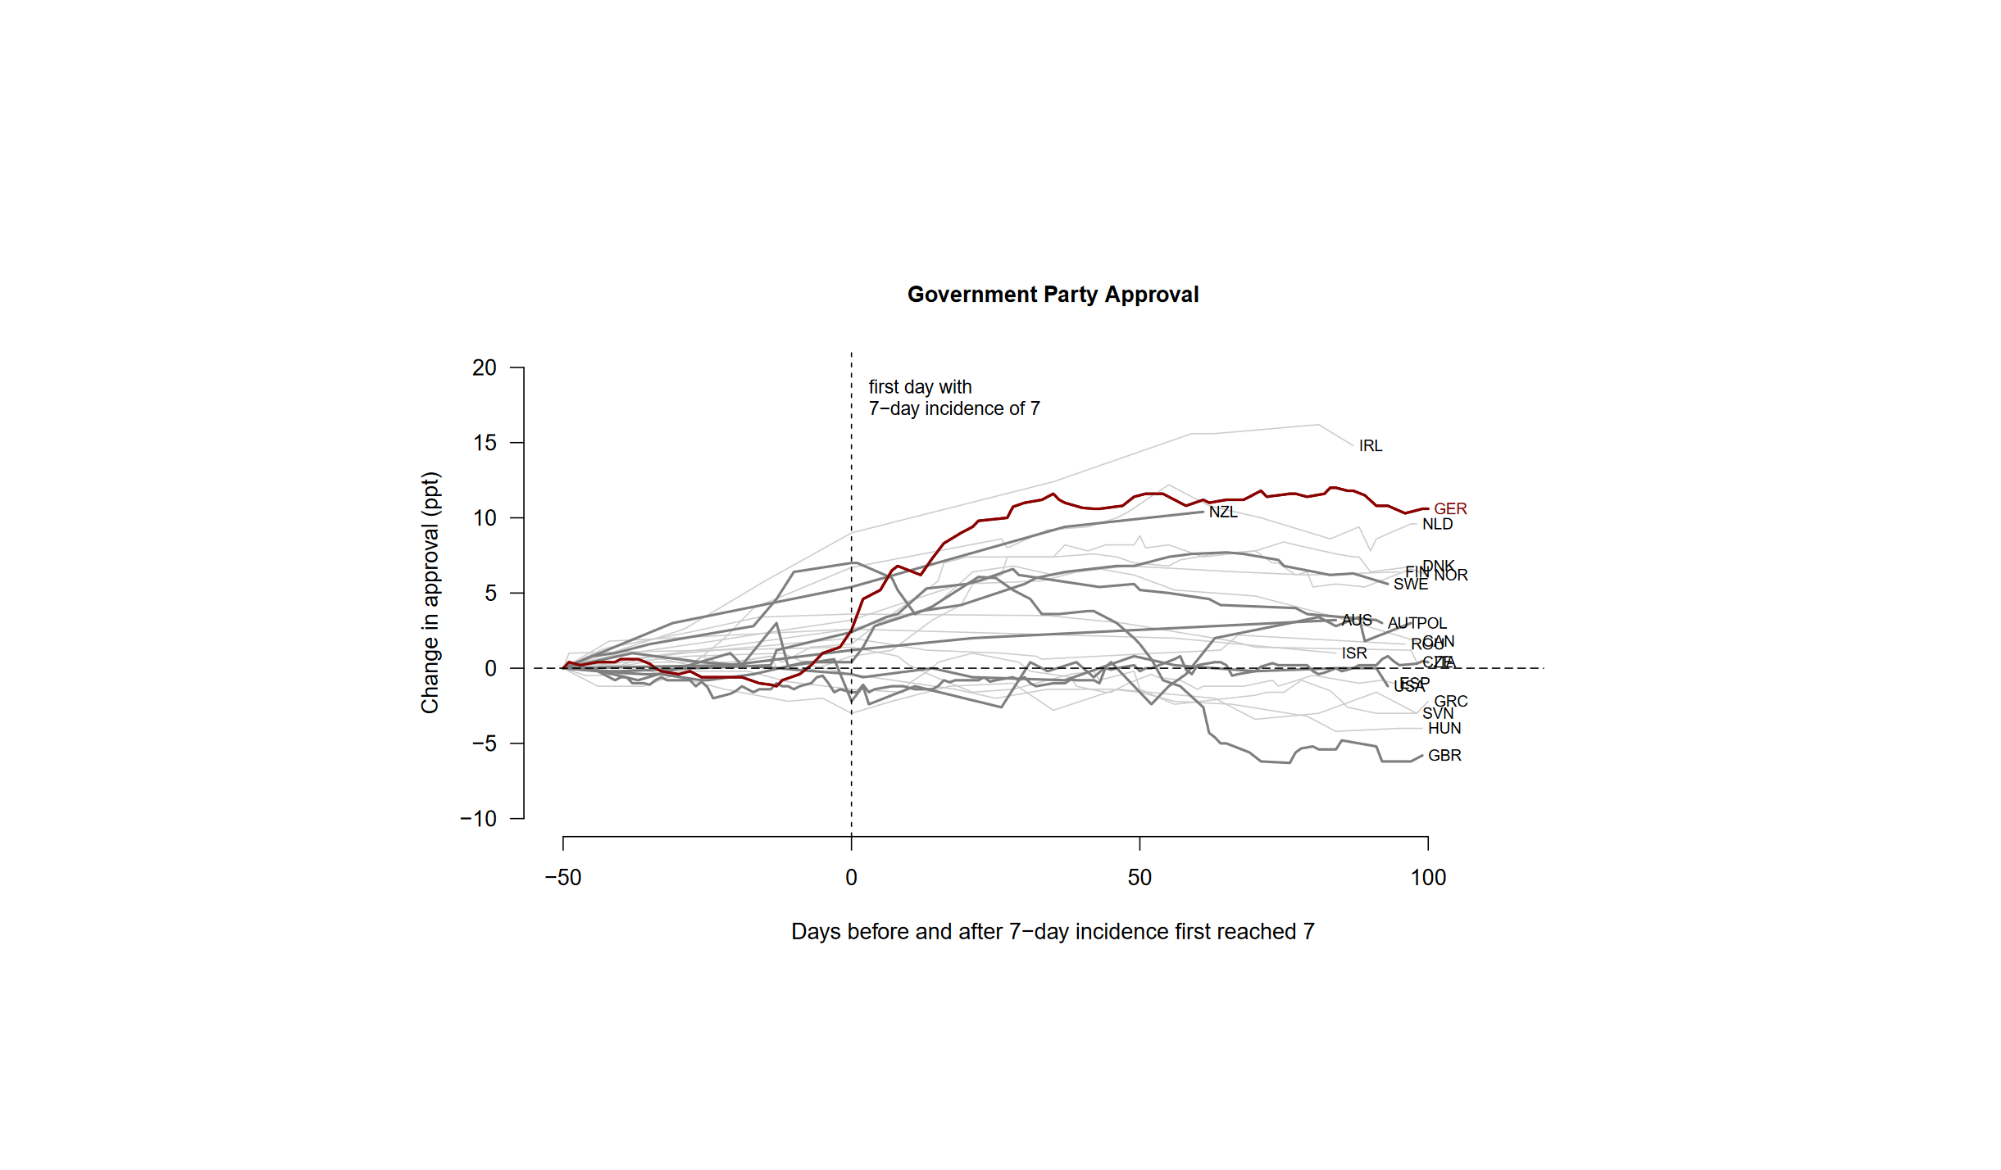 Government Party Approval
20
first day with
7−day incidence of 7
15
IRL
10
GER
NZL
NLD
DNK
FIN NOR
5
SWE
AUS
AUT POL
CAN
ROU
ISR
0
ITA
ESP
USA
GRC
SVN
HUN
−5
GBR
−10
−50 0 50 100
Change in approval (ppt)
Days before and after 7−day incidence first reached 7